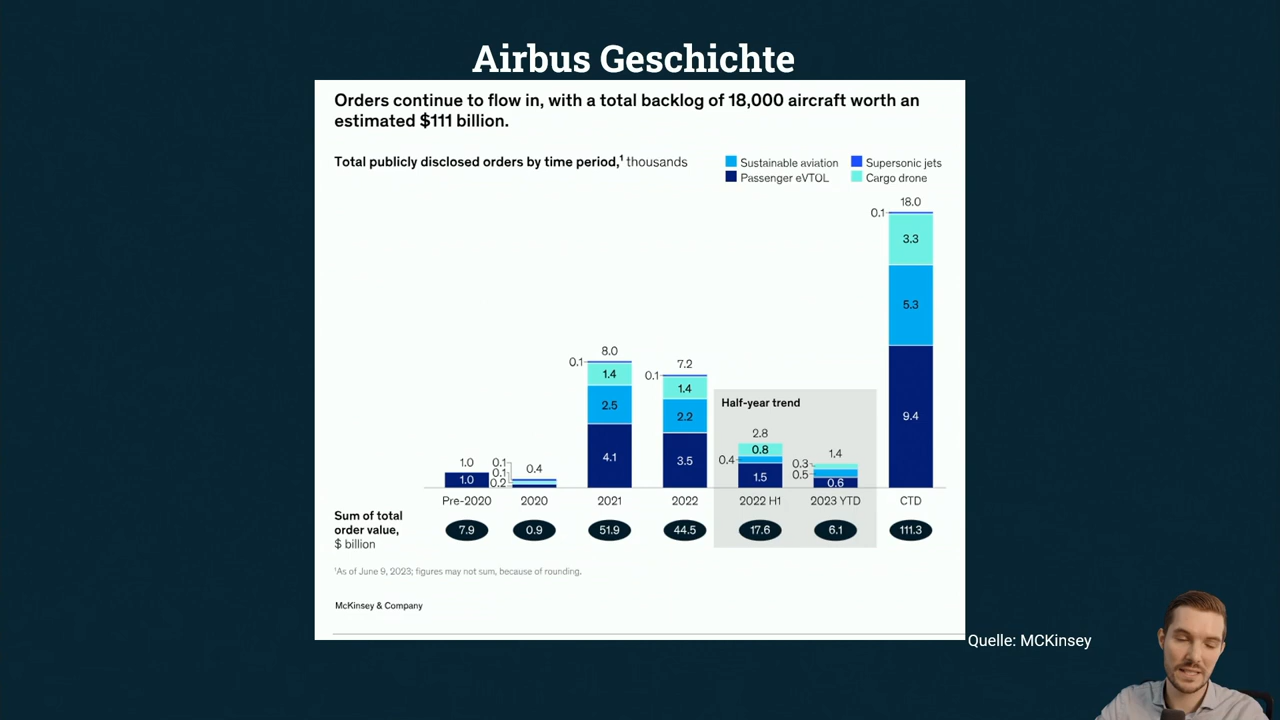 Airbus Geschichte
Orders continue to flow in, with a total backlog of 18,000 aircraft worth an
estimated $111 billion.
Total publicly disclosed orders by time period,¹ thousands
Sustainable aviation
Supersonic jets
Passenger eVTOL
Cargo drone
18.0
0.1
3.3
5.3
9.4
8.0
0.1
1.4
2.5
4.1
7.2
0.1
1.4
2.2
3.5
Half-year trend
2.8
0.8
0.4
1.5
1.4
0.3
0.5
0.6
1.0
1.0
0.1
0.1
0.2
0.4
Pre-2020
2020
2021
2022
2022 H1
2023 YTD
CTD
Sum of total
order value,
$ billion
7.9
0.9
51.9
44.5
17.6
6.1
111.3
¹As of June 9, 2023; figures may not sum, because of rounding.
McKinsey & Company
Quelle: MCKinsey